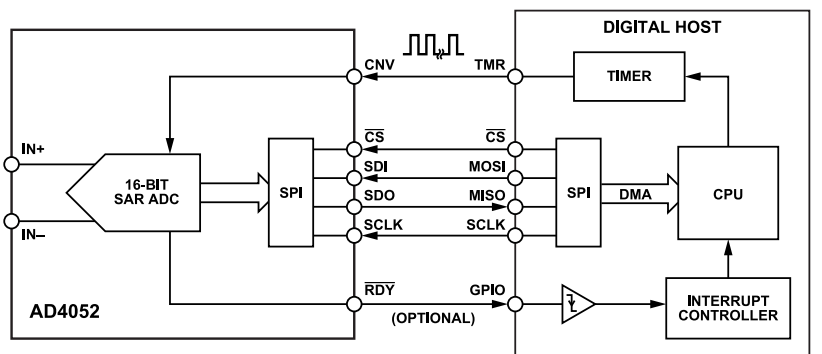 DIGITAL HOST
CNV
TMR
TIMER
IN+
IN–
16-BIT
SAR ADC
SPI
CS
SDI
SDO
SCLK
CS
MOSI
MISO
SCLK
SPI
DMA
CPU
RDY
GPIO
(OPTIONAL)
INTERRUPT
CONTROLLER
AD4052